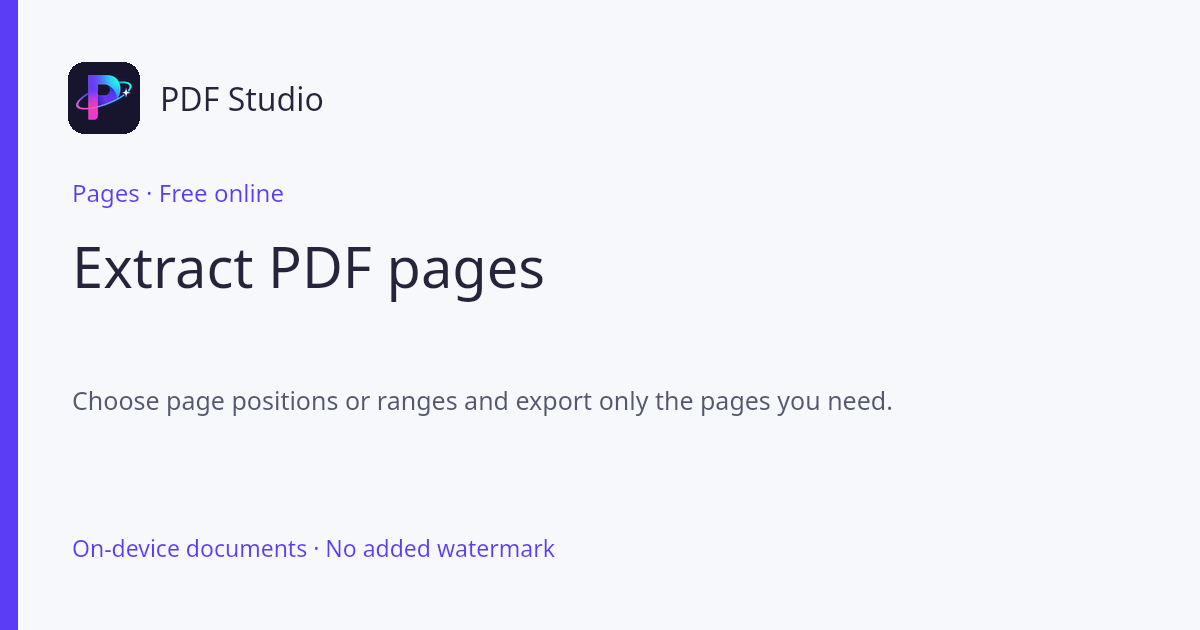 PDF Studio
Pages · Free online
Extract PDF pages
Choose page positions or ranges and export only the pages you need.
On-device documents · No added watermark